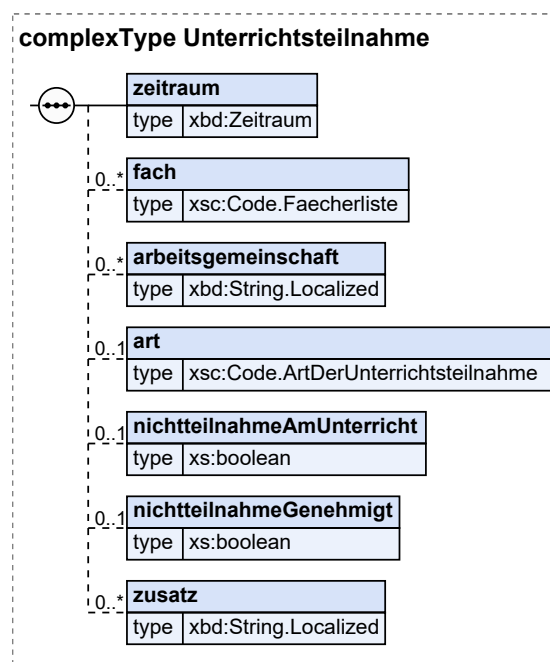 complexType Unterrichtsteilnahme
zeitraum
type xbd:Zeitraum
0..* fach
type xsc:Code.Faecherliste
0..* arbeitsgemeinschaft
type xbd:String.Localized
0..1 art
type xsc:Code.ArtDerUnterrichtsteilnahme
0..1 nichtteilnahmeAmUnterricht
type xs:boolean
0..1 nichtteilnahmeGenehmigt
type xs:boolean
0..* zusatz
type xbd:String.Localized